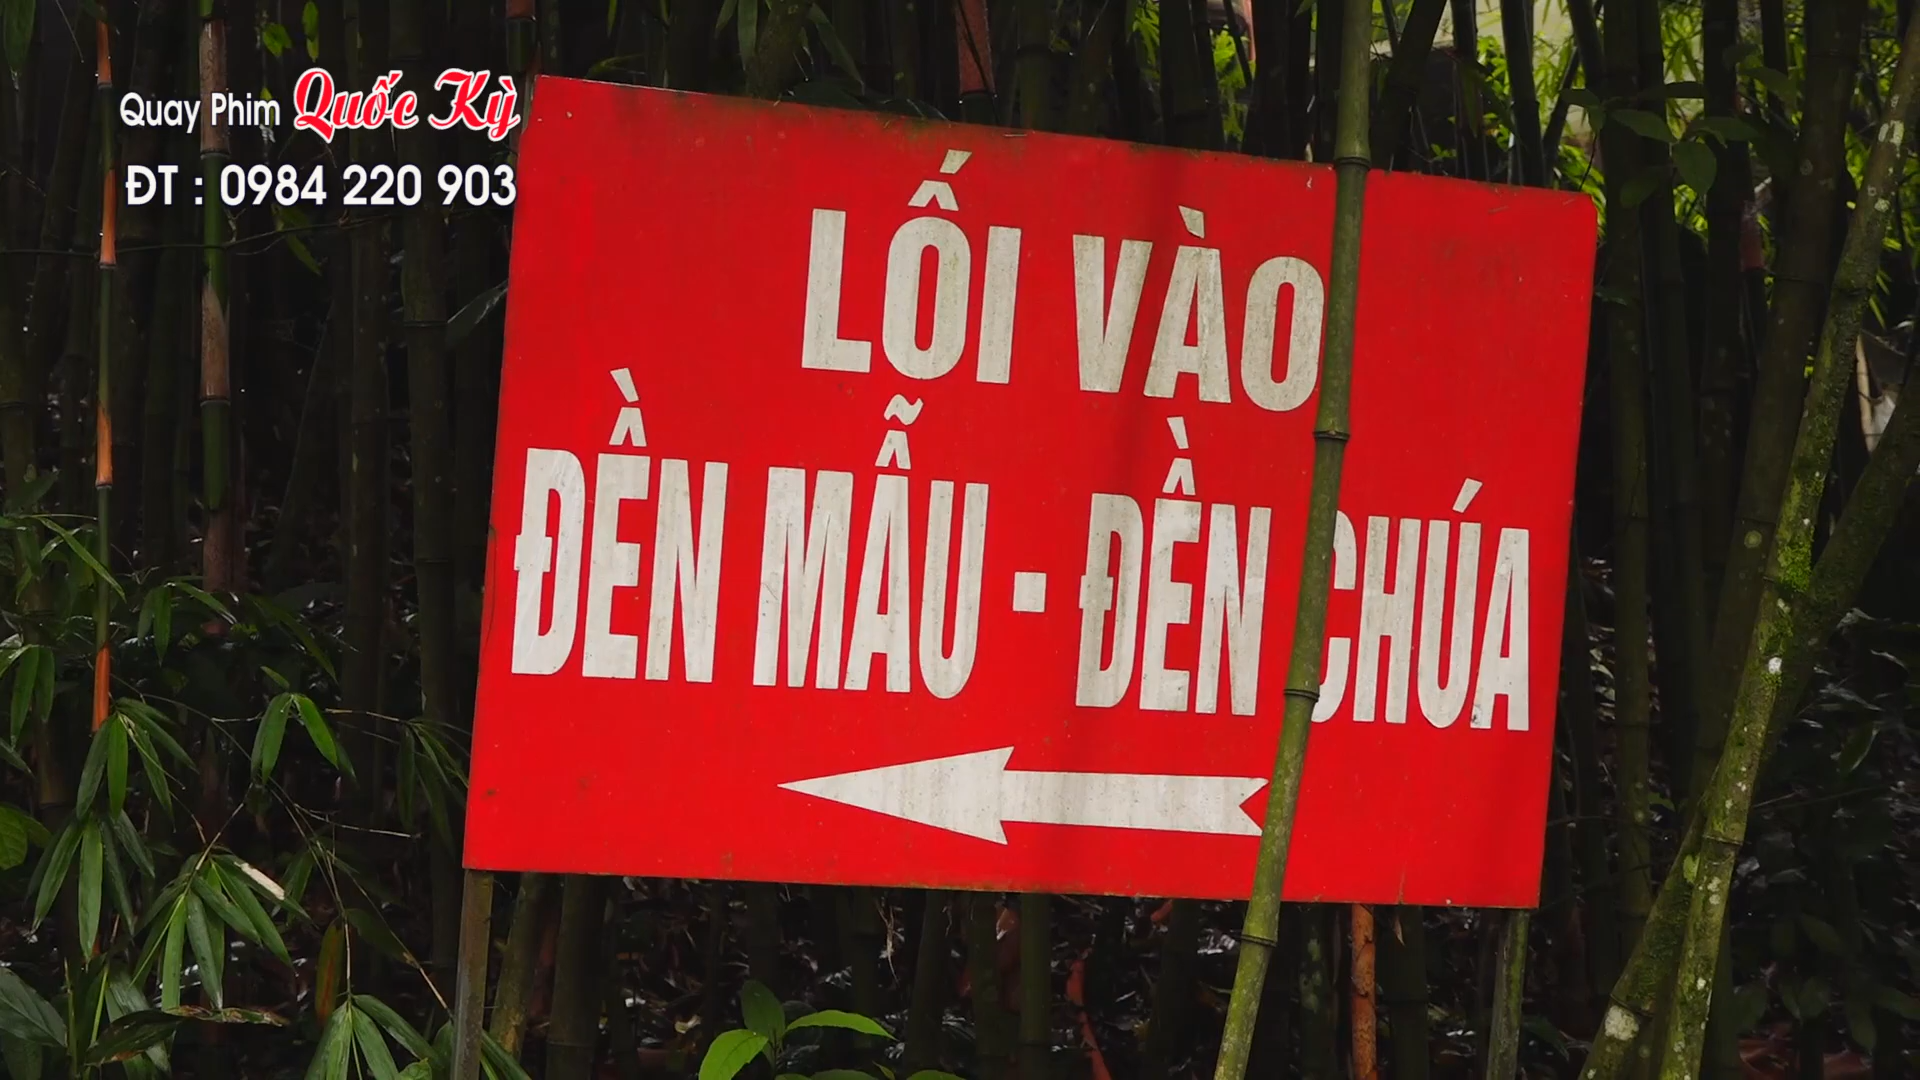 Quay Phim Quốc Kỳ
ĐT : 0984 220 903
LỐI VÀO
ĐỀN MẪU - ĐỀN CHÚA